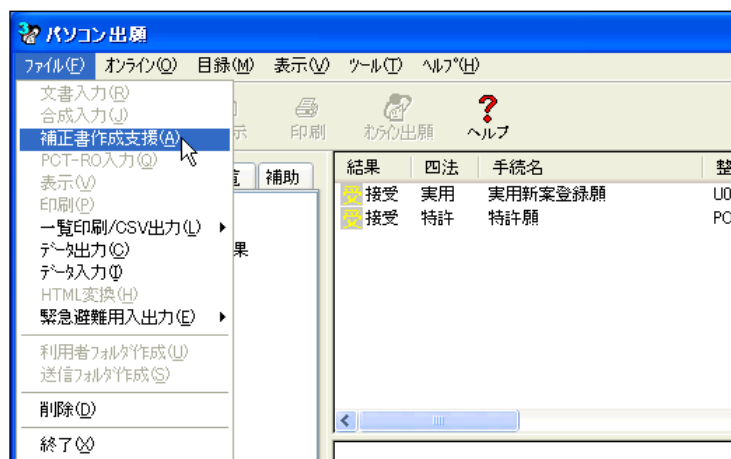 パソコン出願
ファイル(F) オンライン(O) 目録(M) 表示(V) ツール(T) ヘルプ(H)
文書入力(R)
合成入力(J)
補正書作成支援(A)
PCT-RO入力(Q)
表示(V)
印刷(P)
一覧印刷/CSV出力(L)
データ出力(C)
データ入力(I)
HTML変換(H)
緊急避難用入出力(E)
利用者フォルダ作成(U)
送信フォルダ作成(S)
削除(D)
終了(X)
示 印刷 オンライン出願 ヘルプ
覧 補助
果
結果 四法 手続名 整
受 接受 実用 実用新案登録願 U0
受 接受 特許 特許願 PC